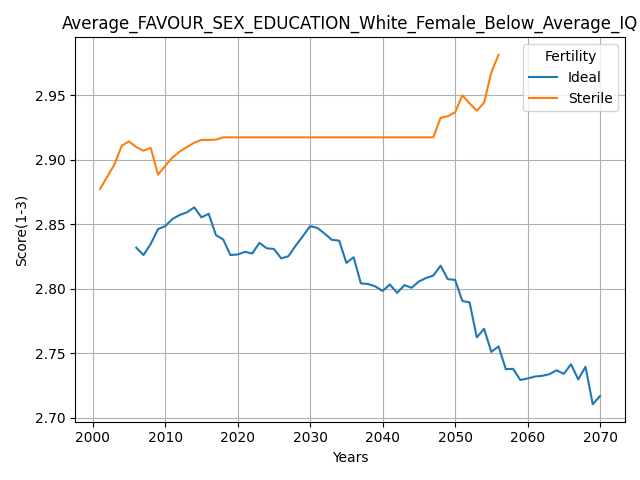 Average_FAVOUR_SEX_EDUCATION_White_Female_Below_Average_IQ
Fertility
Ideal
Sterile
Score(1-3)
2.95
2.90
2.85
2.80
2.75
2.70
2000 2010 2020 2030 2040 2050 2060 2070
Years